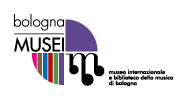 bologna
MUSEI
museo internazionale
e biblioteca della musica
di bologna